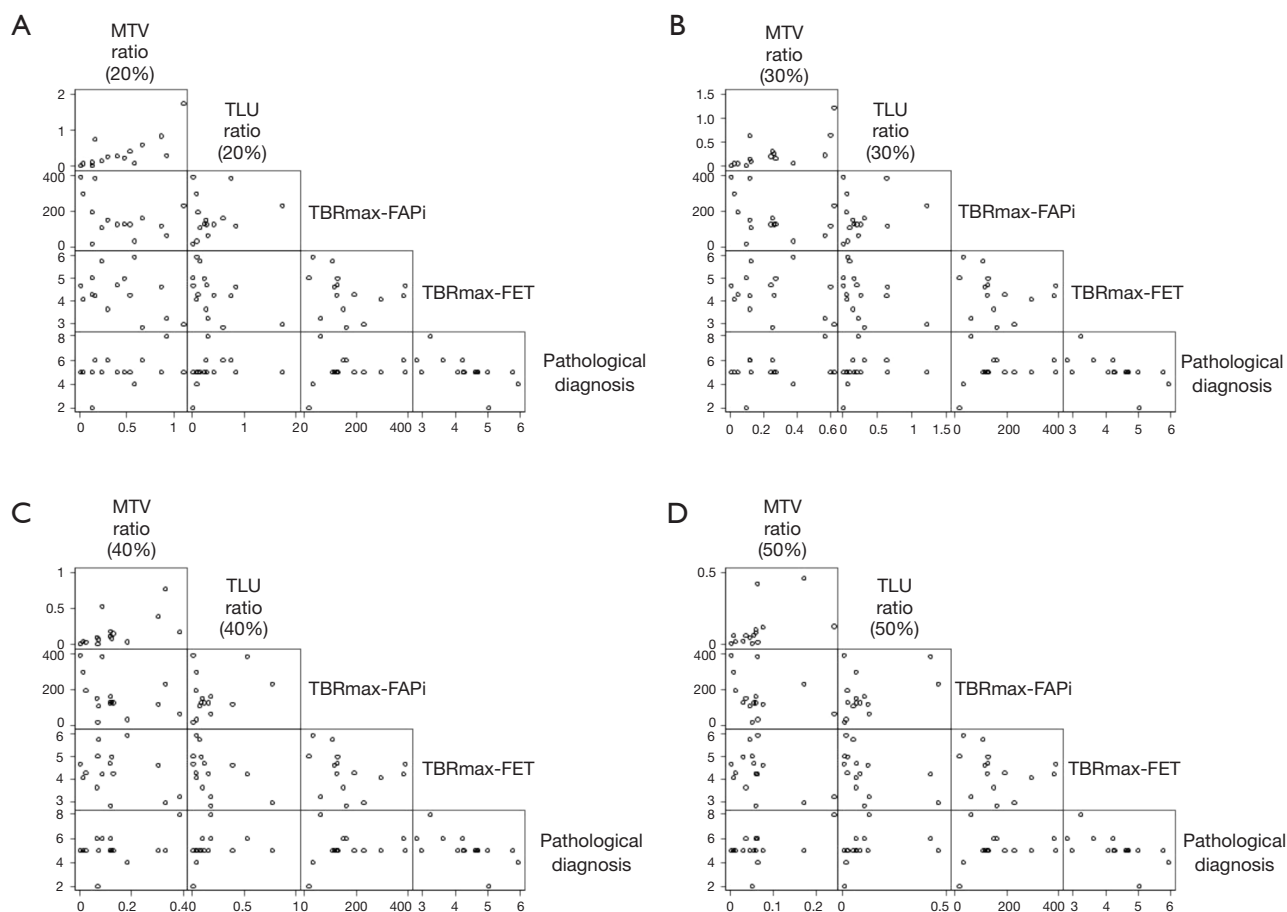 A
MTV
ratio
(20%)
TLU
ratio
(20%)
TBRmax-FAPi
TBRmax-FET
Pathological
diagnosis
2
1
0
400
200
0
6
5
4
3
8
6
4
2
0 0.5 1 0 1 20 200 400 3 4 5 6
B
MTV
ratio
(30%)
TLU
ratio
(30%)
TBRmax-FAPi
TBRmax-FET
Pathological
diagnosis
1.5
1.0
0.5
0
400
200
0
6
5
4
3
8
6
4
2
0 0.2 0.4 0.6 0 0.5 1 1.5 0 200 400 3 4 5 6
C
MTV
ratio
(40%)
TLU
ratio
(40%)
TBRmax-FAPi
TBRmax-FET
Pathological
diagnosis
1
0.5
0
400
200
0
6
5
4
3
8
6
4
2
0 0.2 0.40 0.5 10 200 400 3 4 5 6
D
MTV
ratio
(50%)
TLU
ratio
(50%)
TBRmax-FAPi
TBRmax-FET
Pathological
diagnosis
0.5
0
400
200
0
6
5
4
3
8
6
4
2
0 0.1 0.2 0 0.5 0 200 400 3 4 5 6